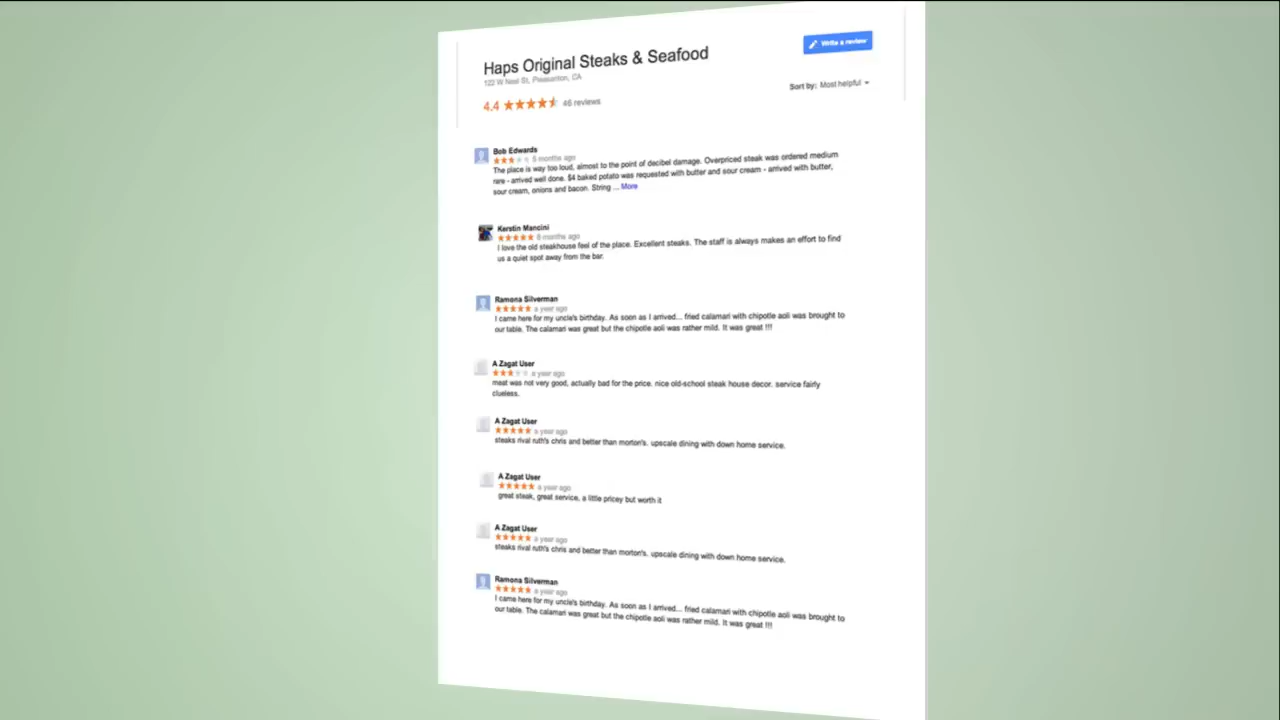 Haps Original Steaks & Seafood
Write a review
122 W Neal St, Pleasanton, CA
Sort by: Most helpful
4.4 46 reviews
Bob Edwards
5 months ago
The place is way too loud, almost to the point of decibel damage. Overpriced steak was ordered medium
rare - arrived well done. $4 baked potato was requested with butter and sour cream - arrived with butter,
sour cream, onions and bacon. String ... More
Kerstin Mancini
8 months ago
I love the old steakhouse feel of the place. Excellent steaks. The staff is always makes an effort to find
us a quiet spot away from the bar.
Ramona Silverman
a year ago
I came here for my uncle's birthday. As soon as I arrived... fried calamari with chipotle aoli was brought to
our table. The calamari was great but the chipotle aoli was rather mild. It was great !!!
A Zagat User
a year ago
meat was not very good, actually bad for the price. nice old-school steak house decor. service fairly
clueless.
A Zagat User
a year ago
steaks rival ruth's chris and better than morton's. upscale dining with down home service.
A Zagat User
a year ago
great steak, great service, a little pricey but worth it
A Zagat User
a year ago
steaks rival ruth's chris and better than morton's. upscale dining with down home service.
Ramona Silverman
a year ago
I came here for my uncle's birthday. As soon as I arrived... fried calamari with chipotle aoli was brought to
our table. The calamari was great but the chipotle aoli was rather mild. It was great !!!